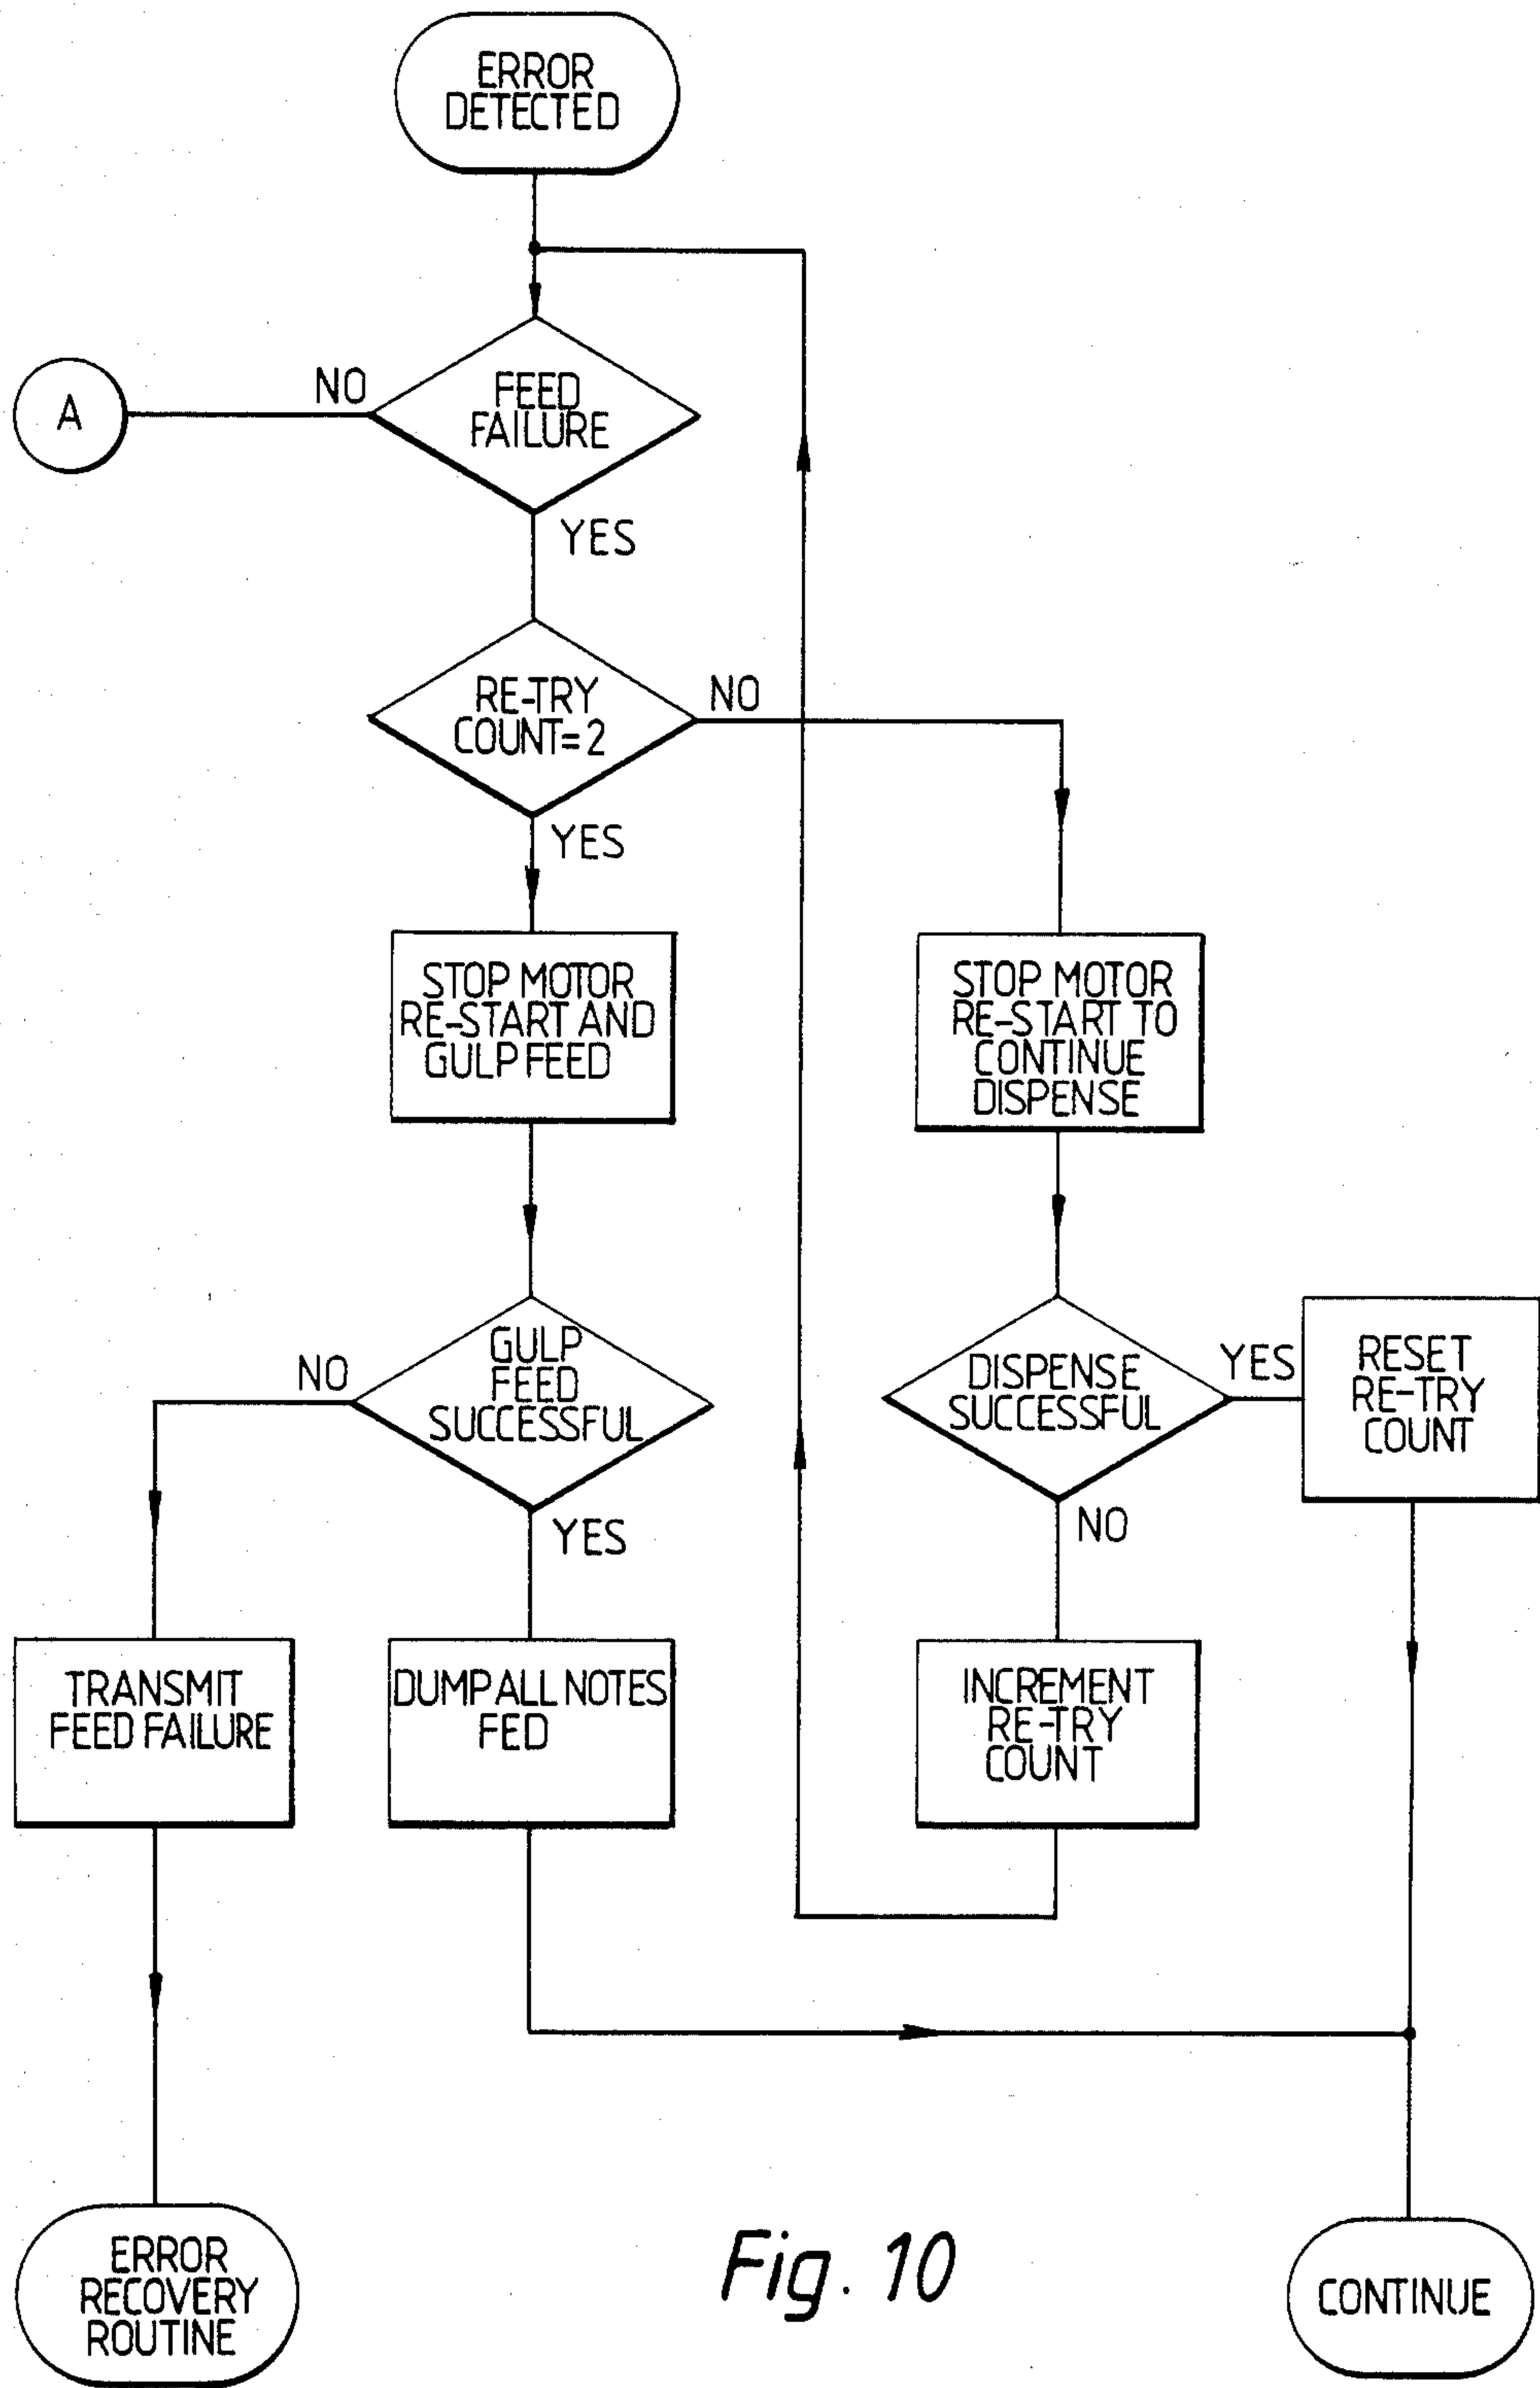 ERROR
DETECTED
A
NO
FEED
FAILURE
YES
RE-TRY
COUNT=2
NO
YES
STOP MOTOR
RE-START AND
GULP FEED
STOP MOTOR
RE-START TO
CONTINUE
DISPENSE
NO
GULP
FEED
SUCCESSFUL
YES
DISPENSE
SUCCESSFUL
YES
NO
RESET
RE-TRY
COUNT
TRANSMIT
FEED FAILURE
DUMP ALL NOTES
FED
INCREMENT
RE-TRY
COUNT
ERROR
RECOVERY
ROUTINE
Fig. 10
CONTINUE